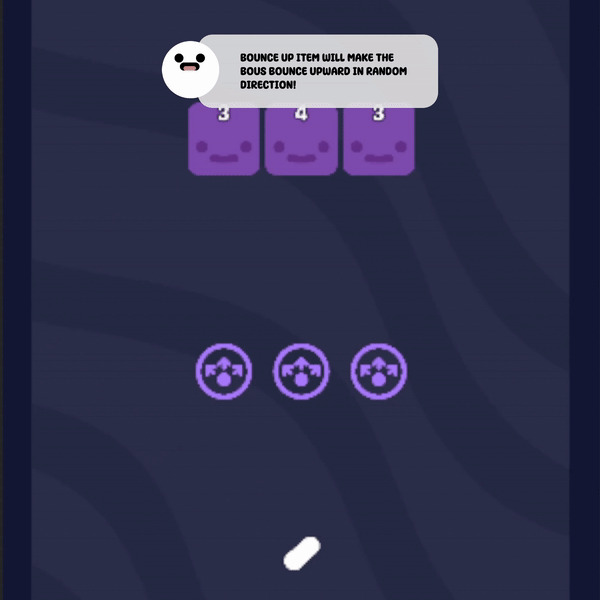 BOUNCE UP ITEM WILL MAKE THE
BOUS BOUNCE UPWARD IN RANDOM
DIRECTION!
3 4 3